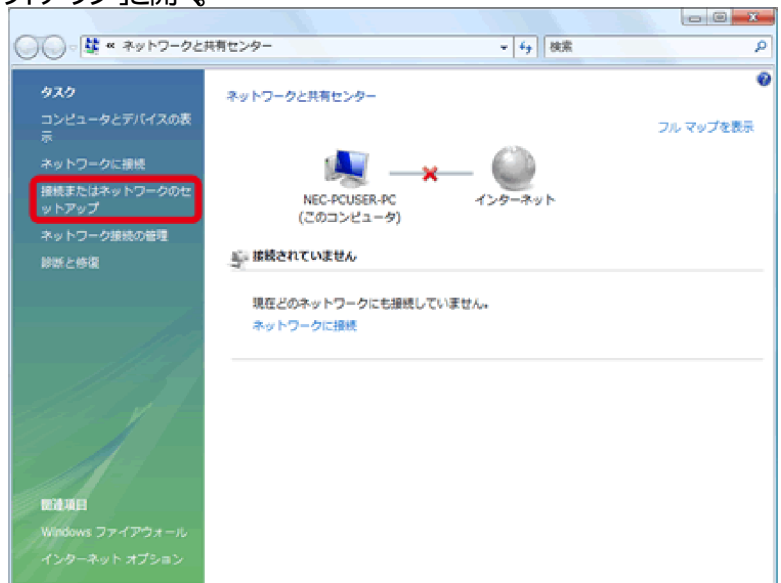 ットアップ」を開く。
« ネットワークと共有センター
検索
タスク
コンピュータとデバイスの表
示
ネットワークに接続
接続またはネットワークのセ
ットアップ
ネットワーク接続の管理
診断と修復
ネットワークと共有センター
フル マップを表示
NEC-PCUSER-PC
(このコンピュータ)
インターネット
接続されていません
現在どのネットワークにも接続していません。
ネットワークに接続
関連項目
Windows ファイアウォール
インターネット オプション